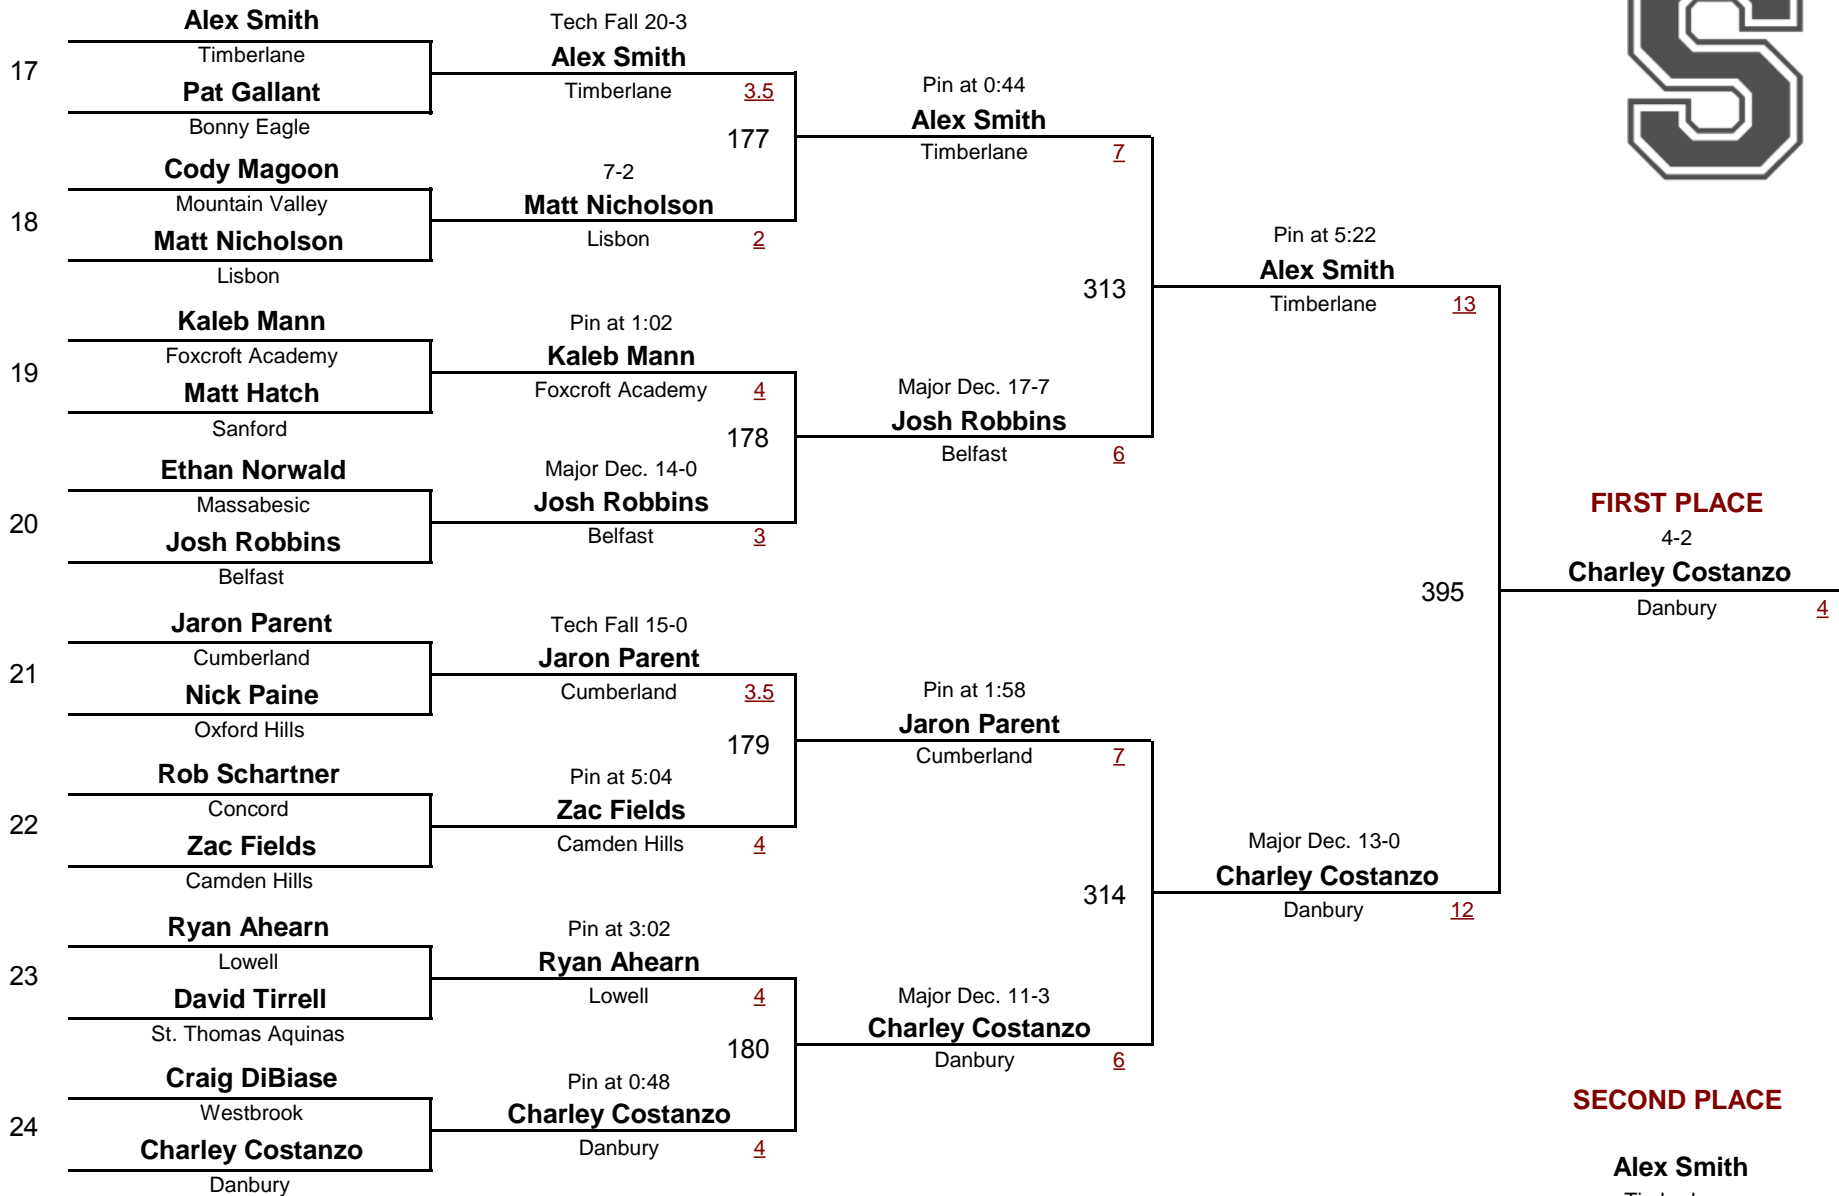 Alex Smith
Timberlane
17
Pat Gallant
Bonny Eagle
Cody Magoon
Mountain Valley
18
Matt Nicholson
Lisbon
Kaleb Mann
Foxcroft Academy
19
Matt Hatch
Sanford
Ethan Norwald
Massabesic
20
Josh Robbins
Belfast
Jaron Parent
Cumberland
21
Nick Paine
Oxford Hills
Rob Schartner
Concord
22
Zac Fields
Camden Hills
Ryan Ahearn
Lowell
23
David Tirrell
St. Thomas Aquinas
Craig DiBiase
Westbrook
24
Charley Costanzo
Danbury
Tech Fall 20-3
Alex Smith
Timberlane 3.5
177
7-2
Matt Nicholson
Lisbon 2
Pin at 1:02
Kaleb Mann
Foxcroft Academy 4
178
Major Dec. 14-0
Josh Robbins
Belfast 3
Tech Fall 15-0
Jaron Parent
Cumberland 3.5
179
Pin at 5:04
Zac Fields
Camden Hills 4
Pin at 3:02
Ryan Ahearn
Lowell 4
180
Pin at 0:48
Charley Costanzo
Danbury 4
Pin at 0:44
Alex Smith
Timberlane 7
313
Major Dec. 17-7
Josh Robbins
Belfast 6
Pin at 1:58
Jaron Parent
Cumberland 7
314
Major Dec. 11-3
Charley Costanzo
Danbury 6
Pin at 5:22
Alex Smith
Timberlane 13
395
Major Dec. 13-0
Charley Costanzo
Danbury 12
S
FIRST PLACE
4-2
Charley Costanzo
Danbury 4
SECOND PLACE
Alex Smith